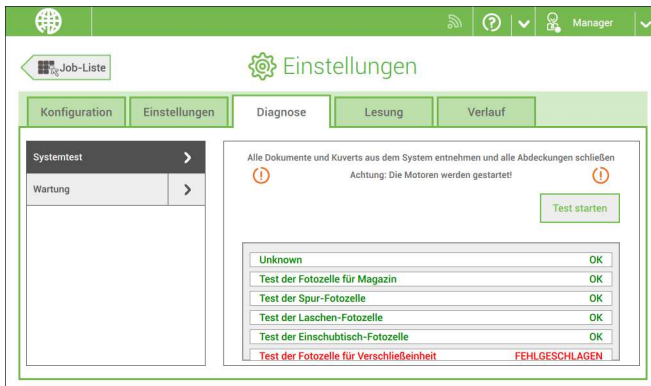 Manager
Job-Liste
Einstellungen
Konfiguration
Einstellungen
Diagnose
Lesung
Verlauf
Systemtest
Wartung
Alle Dokumente und Kuverts aus dem System entnehmen und alle Abdeckungen schließen
Achtung: Die Motoren werden gestartet!
Test starten
Unknown OK
Test der Fotozelle für Magazin OK
Test der Spur-Fotozelle OK
Test der Laschen-Fotozelle OK
Test der Einschubtisch-Fotozelle OK
Test der Fotozelle für Verschließeinheit FEHLGESCHLAGEN